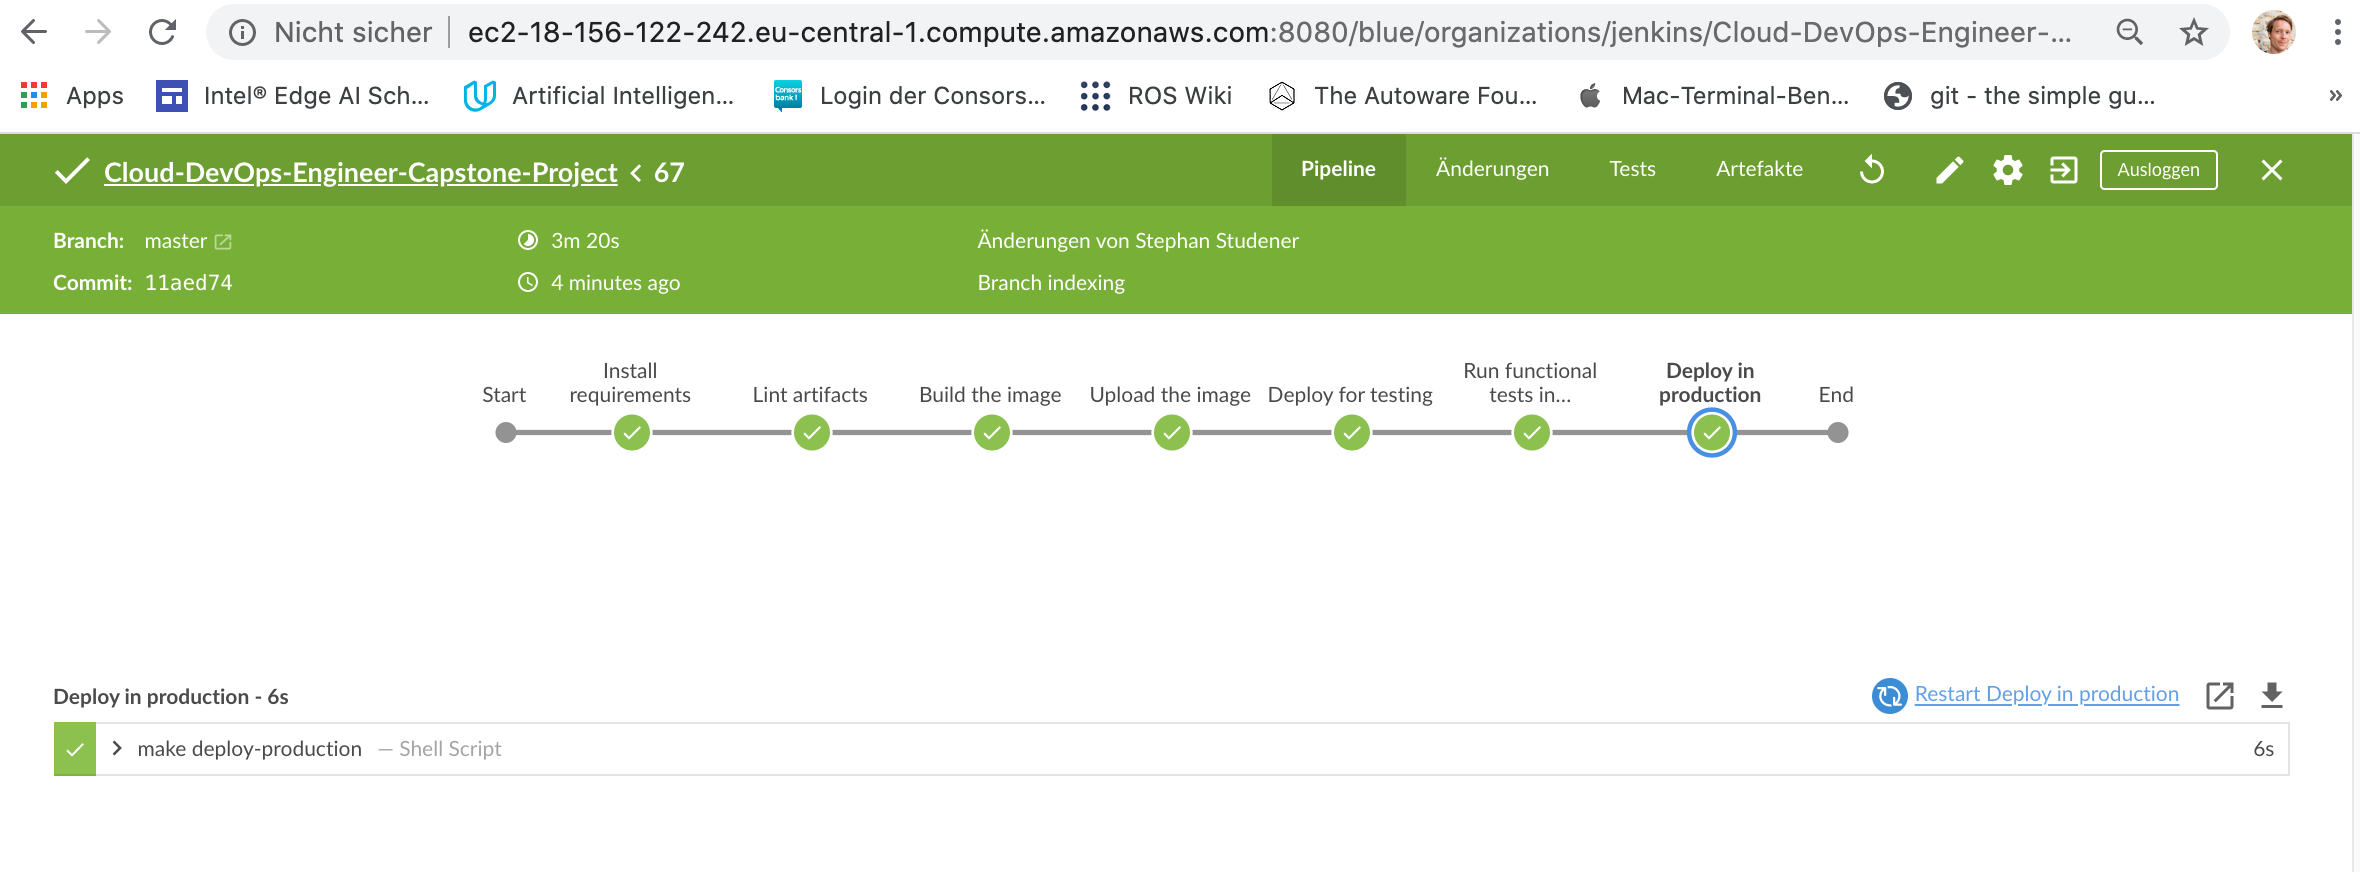 Nicht sicher ec2-18-156-122-242.eu-central-1.compute.amazonaws.com:8080/blue/organizations/jenkins/Cloud-DevOps-Engineer-...
Apps Intel® Edge AI Sch... Artificial Intelligen... Consors bank! Login der Consors... ROS Wiki The Autoware Fou... Mac-Terminal-Ben... git - the simple gu... »
Cloud-DevOps-Engineer-Capstone-Project < 67 Pipeline Änderungen Tests Artefakte Ausloggen
Branch: master 3m 20s Änderungen von Stephan Studener
Commit: 11aed74 4 minutes ago Branch indexing
Start
Install
requirements
Lint artifacts
Build the image
Upload the image
Deploy for testing
Run functional
tests in...
Deploy in
production
End
Deploy in production - 6s Restart Deploy in production
make deploy-production — Shell Script 6s